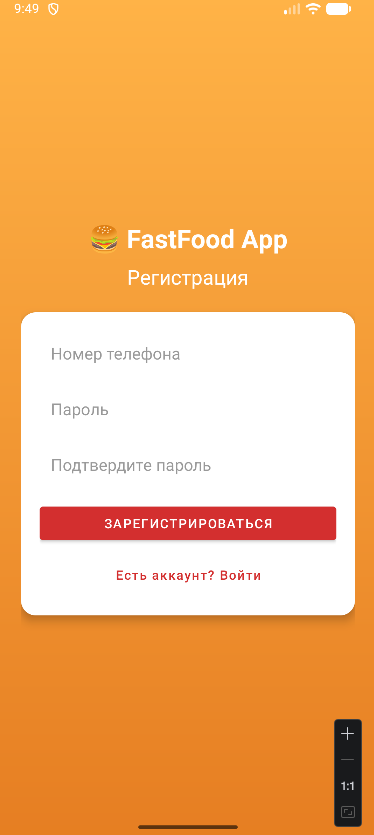 9:49
🍔 FastFood App
Регистрация
Номер телефона
Пароль
Подтвердите пароль
ЗАРЕГИСТРИРОВАТЬСЯ
Есть аккаунт? Войти
1:1